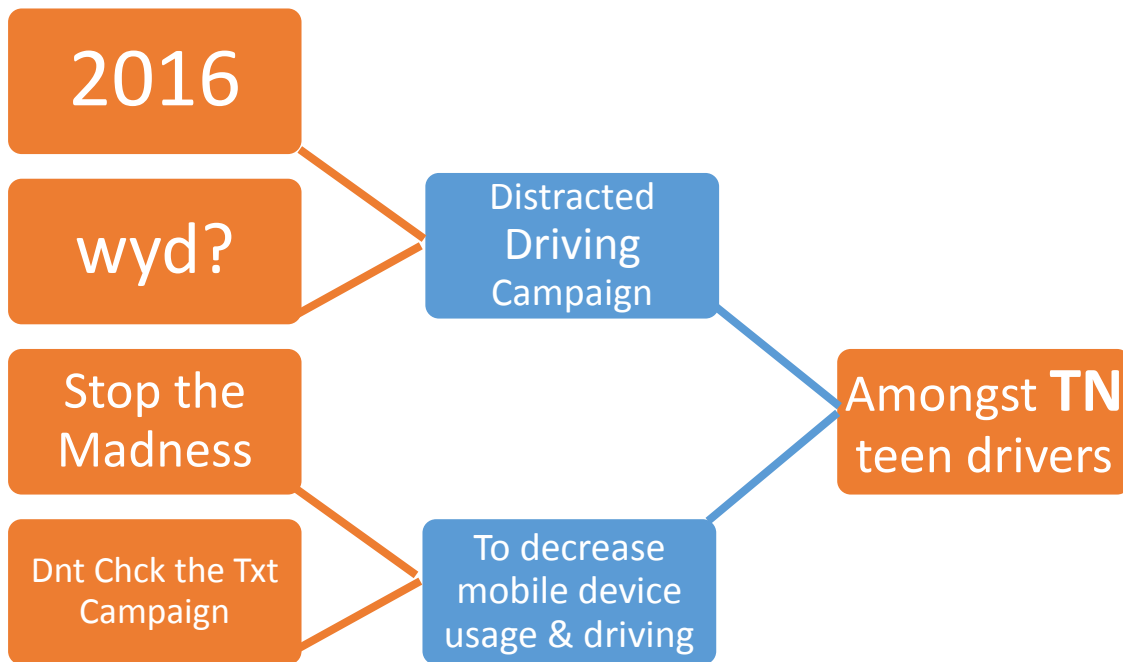 2016
wyd?
Stop the
Madness
Dnt Chck the Txt
Campaign
Distracted
Driving
Campaign
To decrease
mobile device
usage & driving
Amongst TN
teen drivers